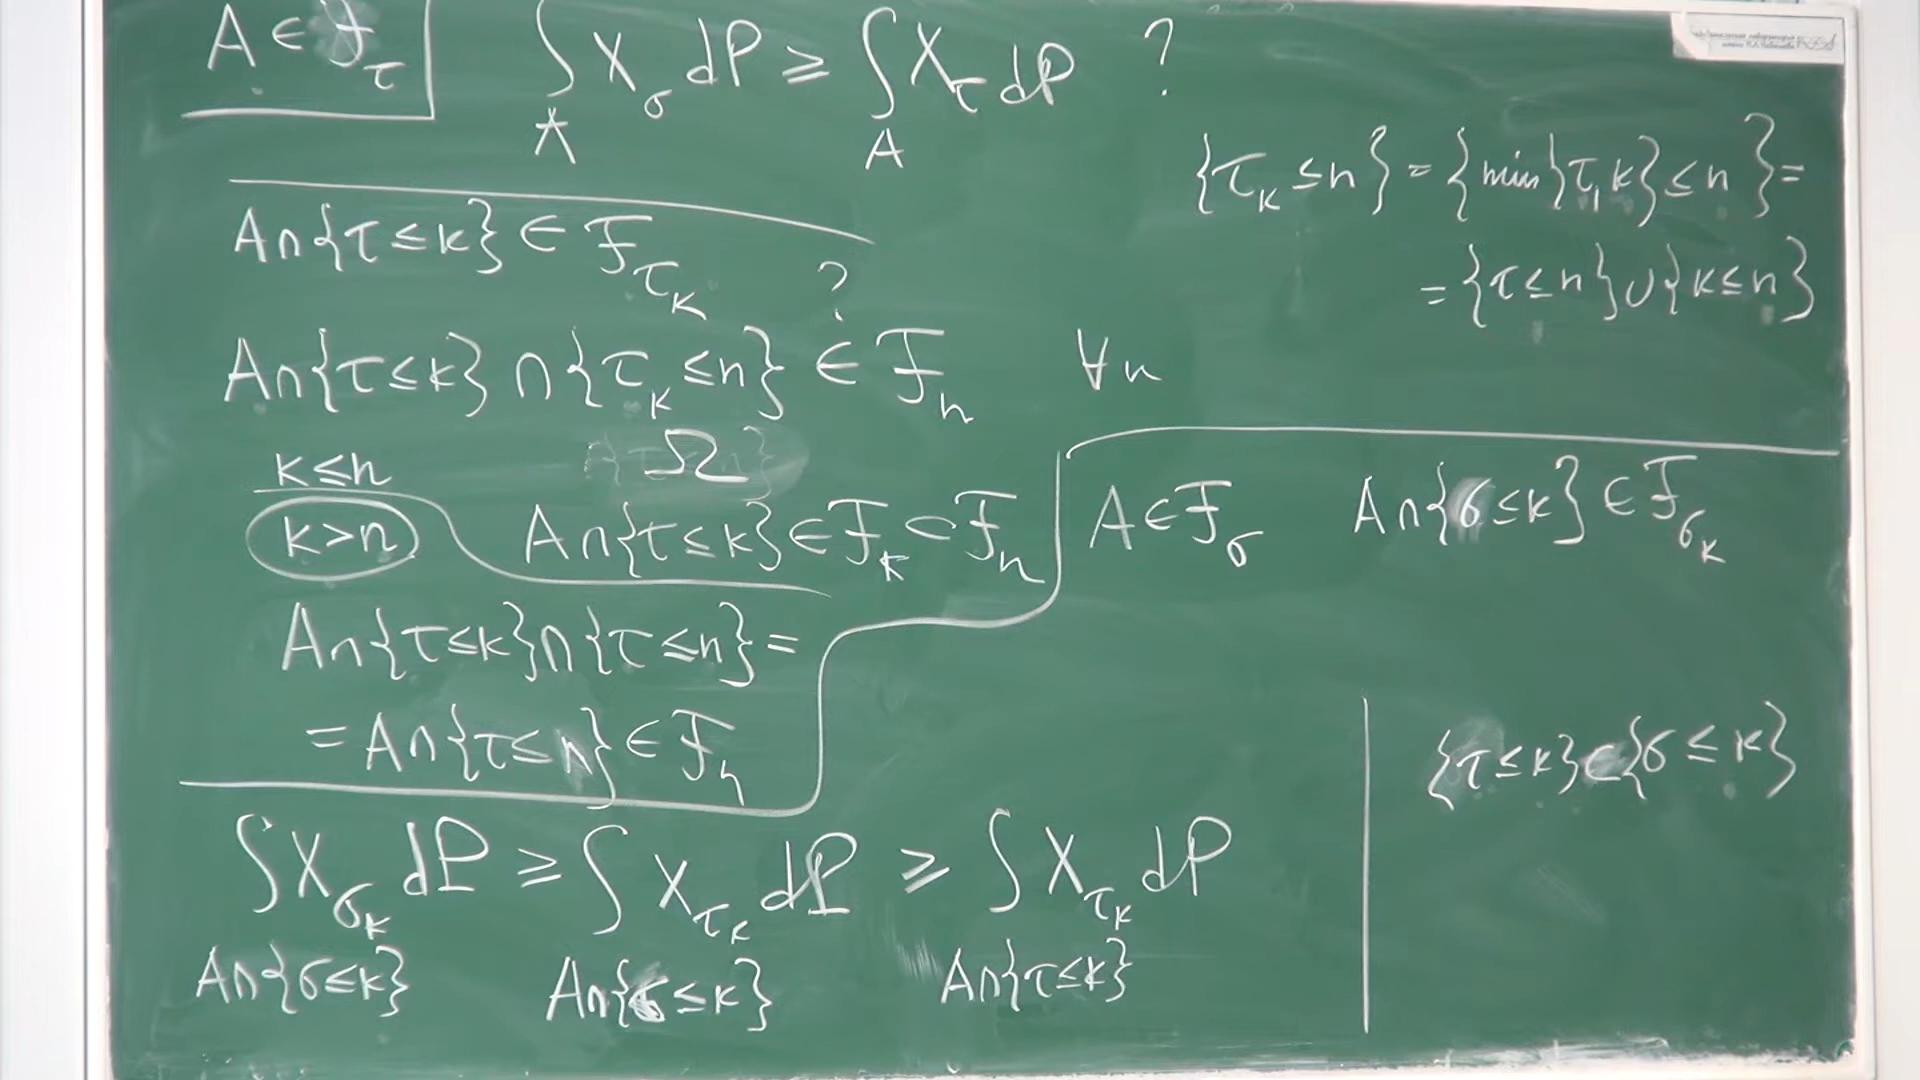 A ∈ ℱ_τ ∫_A X_σ dP ≥ ∫_A X_τ dP ?
{τ_k ≤ n} = {min{τ, k} ≤ n} =
= {τ ≤ n} ∪ {k ≤ n}
A∩{τ ≤ k} ∈ ℱ_{τ_k}
?
A∩{τ ≤ k} ∩ {τ_k ≤ n} ∈ ℱ_n ∀n
k ≤ n Ω
k > n A∩{τ ≤ k} ∈ ℱ_k ⊂ ℱ_n
A∩{τ ≤ k}∩{τ ≤ n} =
= A∩{τ ≤ n} ∈ ℱ_n
A ∈ ℱ_σ A∩{σ ≤ k} ∈ ℱ_{σ_k}
{τ ≤ k} ⊂ {σ ≤ k}
∫ X_{σ_k} dP ≥ ∫ X_{τ_k} dP ≥ ∫ X_{τ_k} dP
A∩{σ ≤ k} A∩{σ ≤ k} A∩{τ ≤ k}